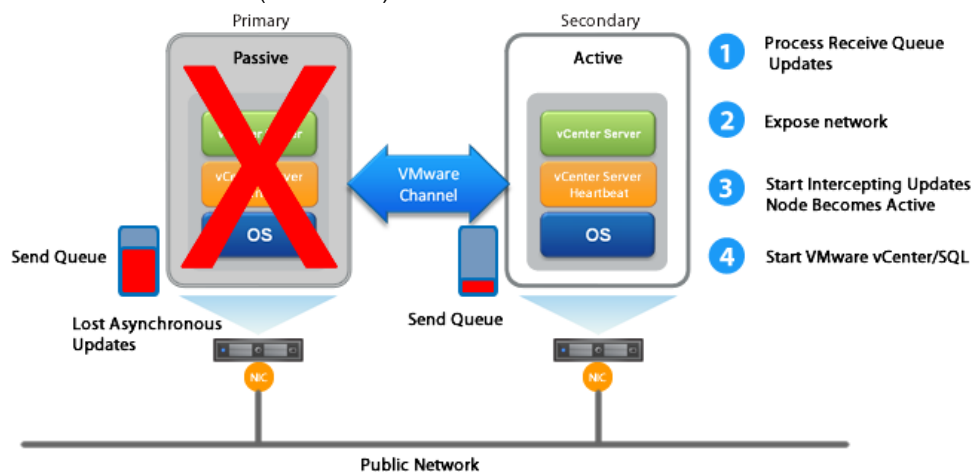 Primary
Secondary
Passive
Active
vCenter Server
vCenter Server
Heartbeat
OS
OS
VMware
Channel
Send Queue
Send Queue
Lost Asynchronous
Updates
1
Process Receive Queue
Updates
2
Expose network
3
Start Intercepting Updates
Node Becomes Active
4
Start VMware vCenter/SQL
NIC
NIC
Public Network